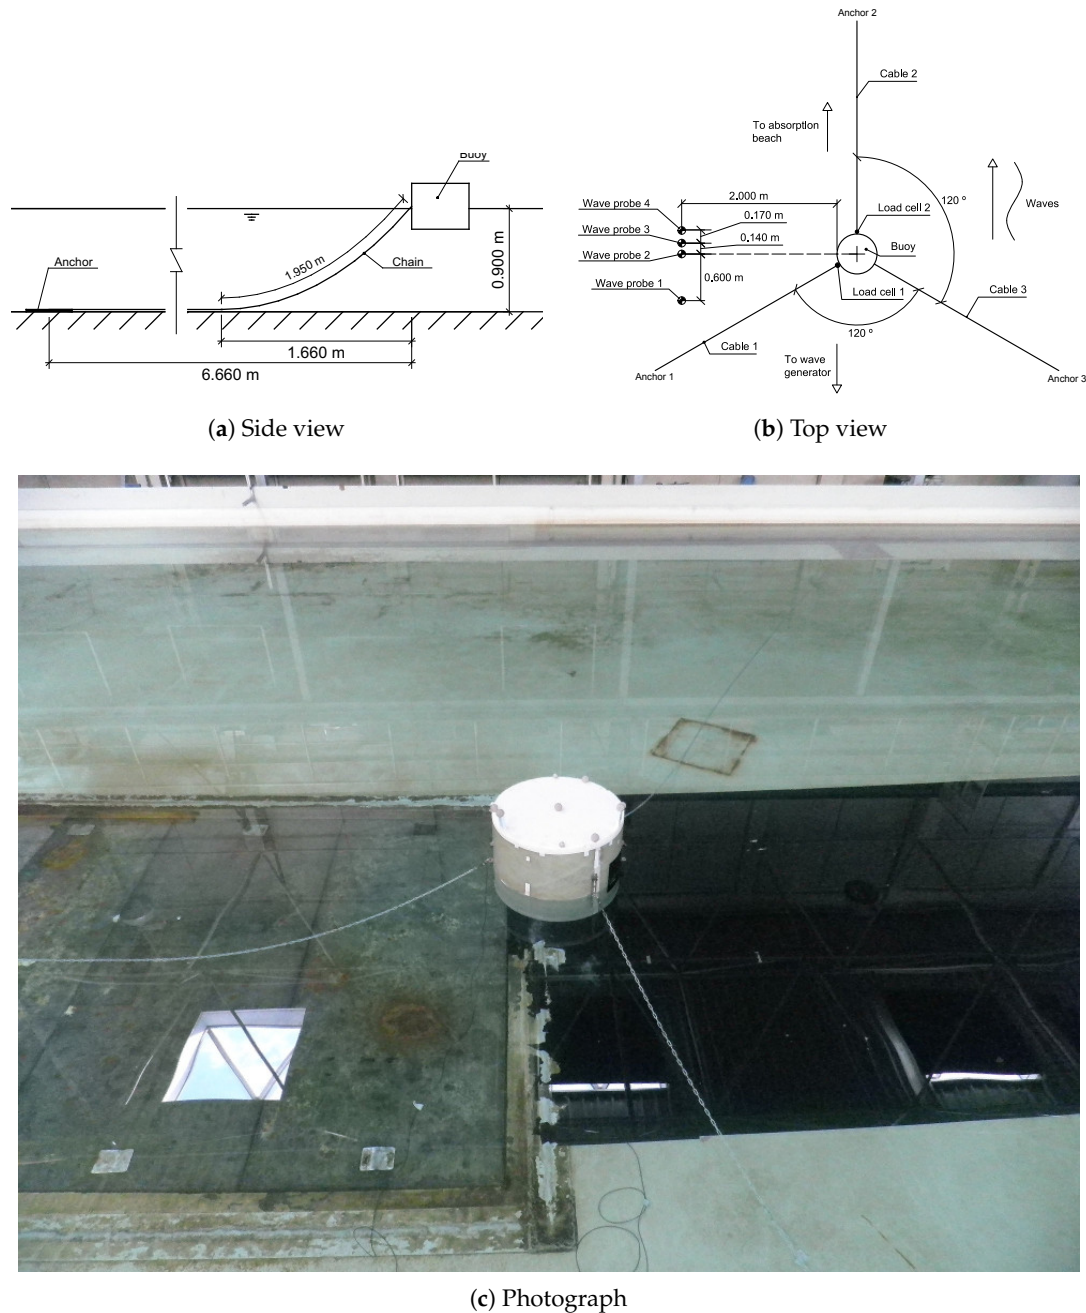 Buoy
Anchor
1.950 m
Chain
0.900 m
1.660 m
6.660 m
(a) Side view
Anchor 2
Cable 2
To absorption
beach
2.000 m
120 º
Waves
Wave probe 4
0.170 m
Load cell 2
Wave probe 3
0.140 m
Wave probe 2
Buoy
0.600 m
Wave probe 1
Load cell 1
Cable 3
120 º
Cable 1
To wave
generator
Anchor 1
Anchor 3
(b) Top view
(c) Photograph